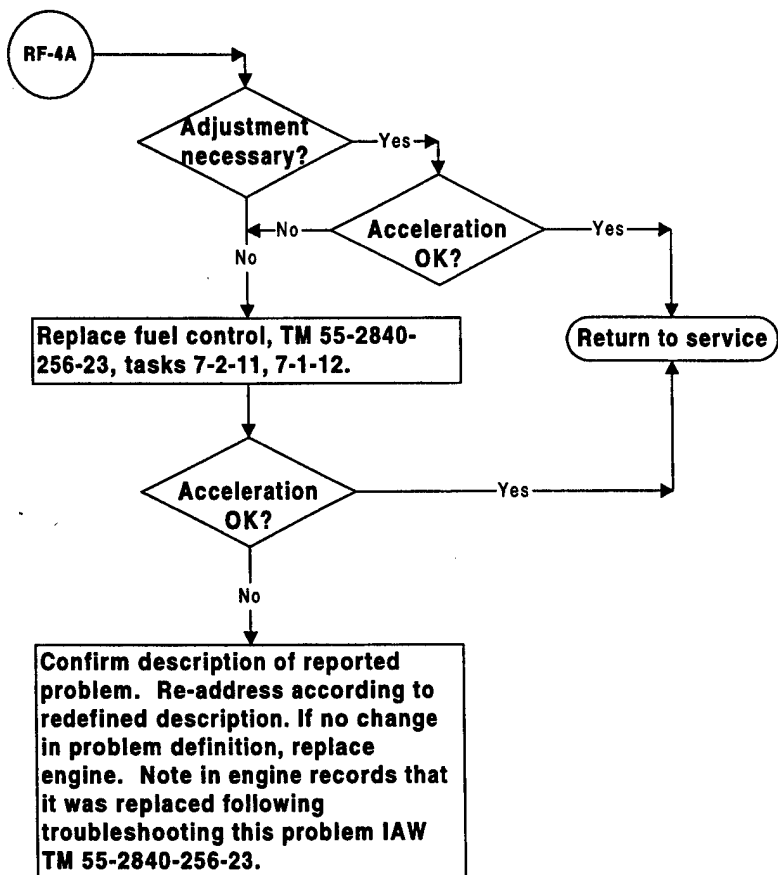 RF-4A
Adjustment
necessary?
Yes
Acceleration
OK?
No
Yes
No
Replace fuel control, TM 55-2840-
256-23, tasks 7-2-11, 7-1-12.
Return to service
Acceleration
OK?
Yes
No
Confirm description of reported
problem.  Re-address according to
redefined description. If no change
in problem definition, replace
engine.  Note in engine records that
it was replaced following
troubleshooting this problem IAW
TM 55-2840-256-23.